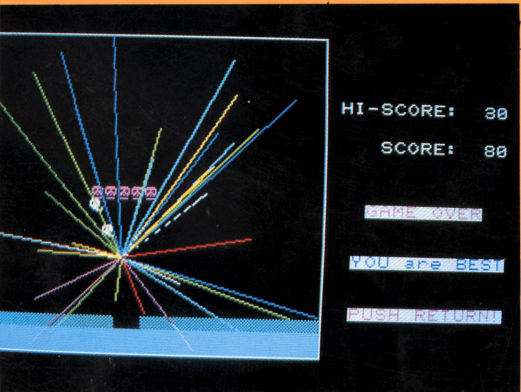 HI-SCORE: 30
SCORE: 80
GAME OVER
YOU are BEST
PUSH RETURN!